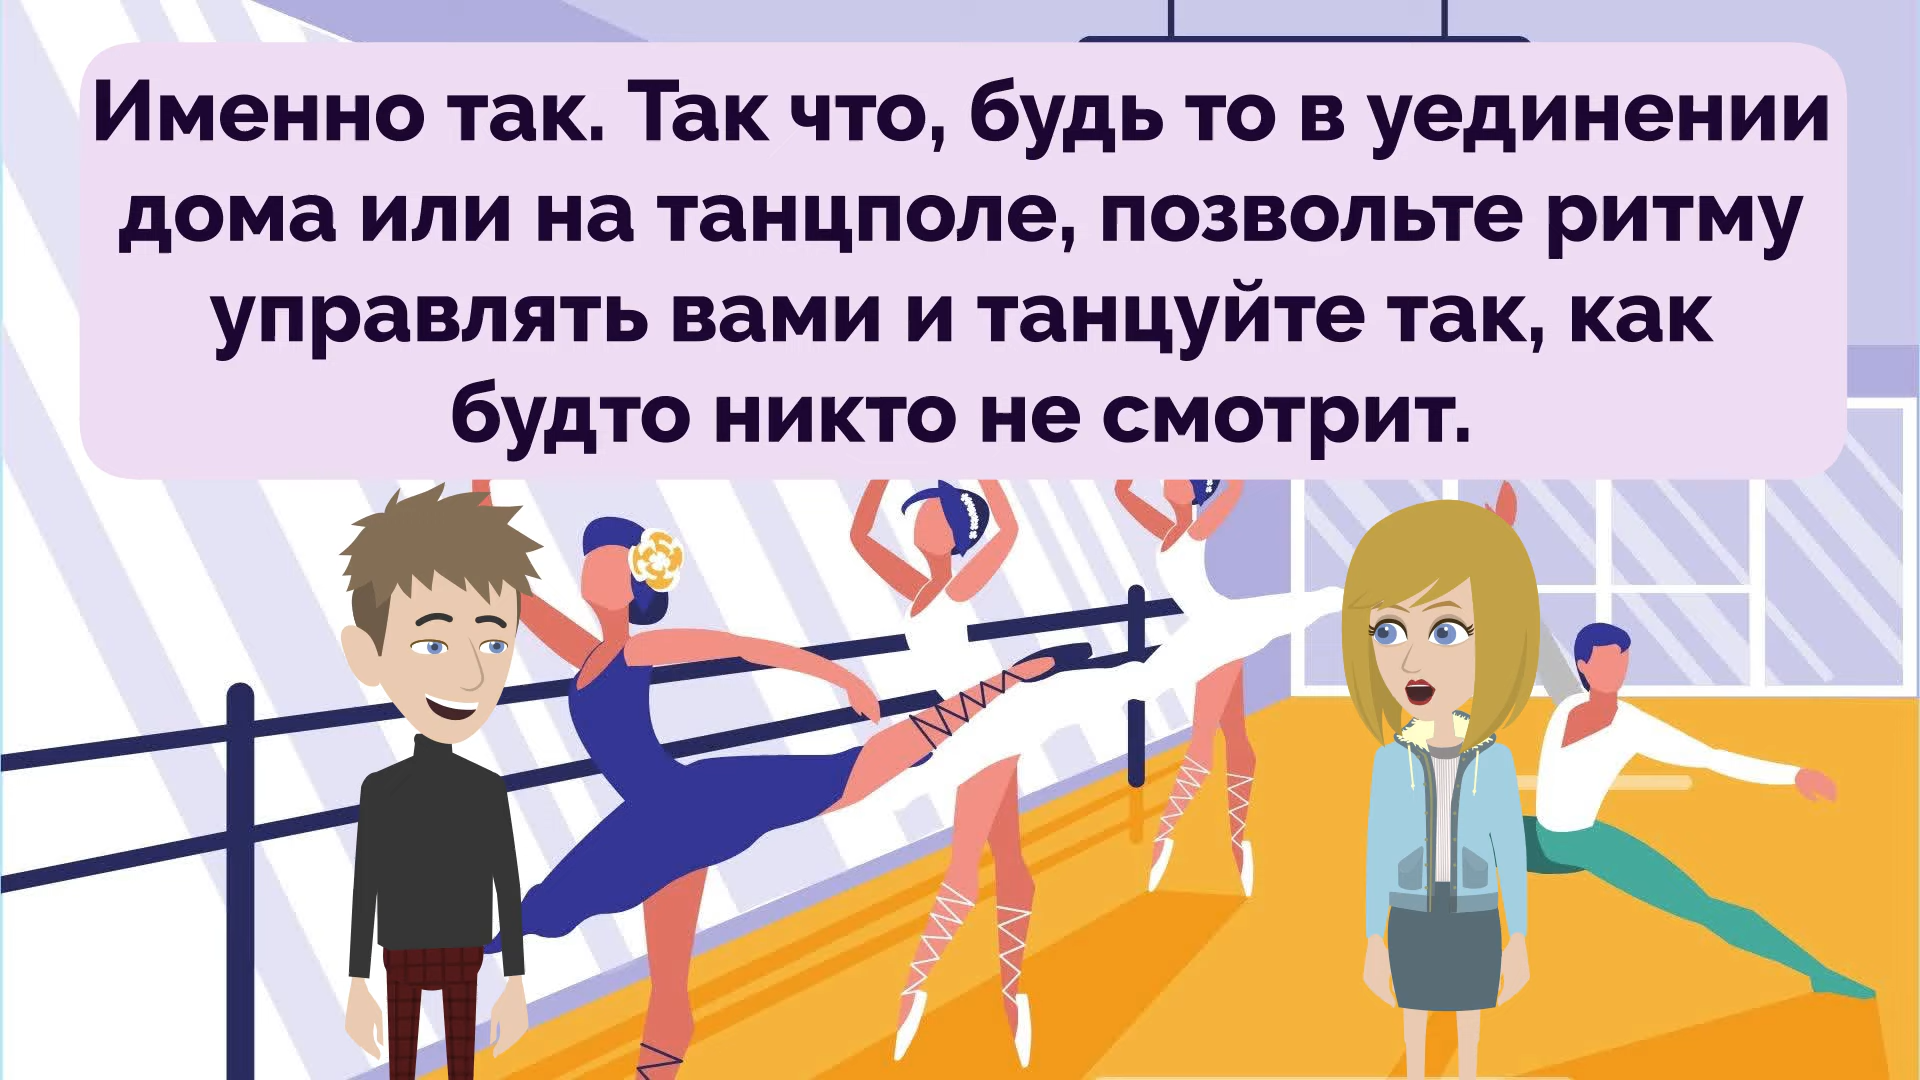 Именно так. Так что, будь то в уединении
дома или на танцполе, позвольте ритму
управлять вами и танцуйте так, как
будто никто не смотрит.